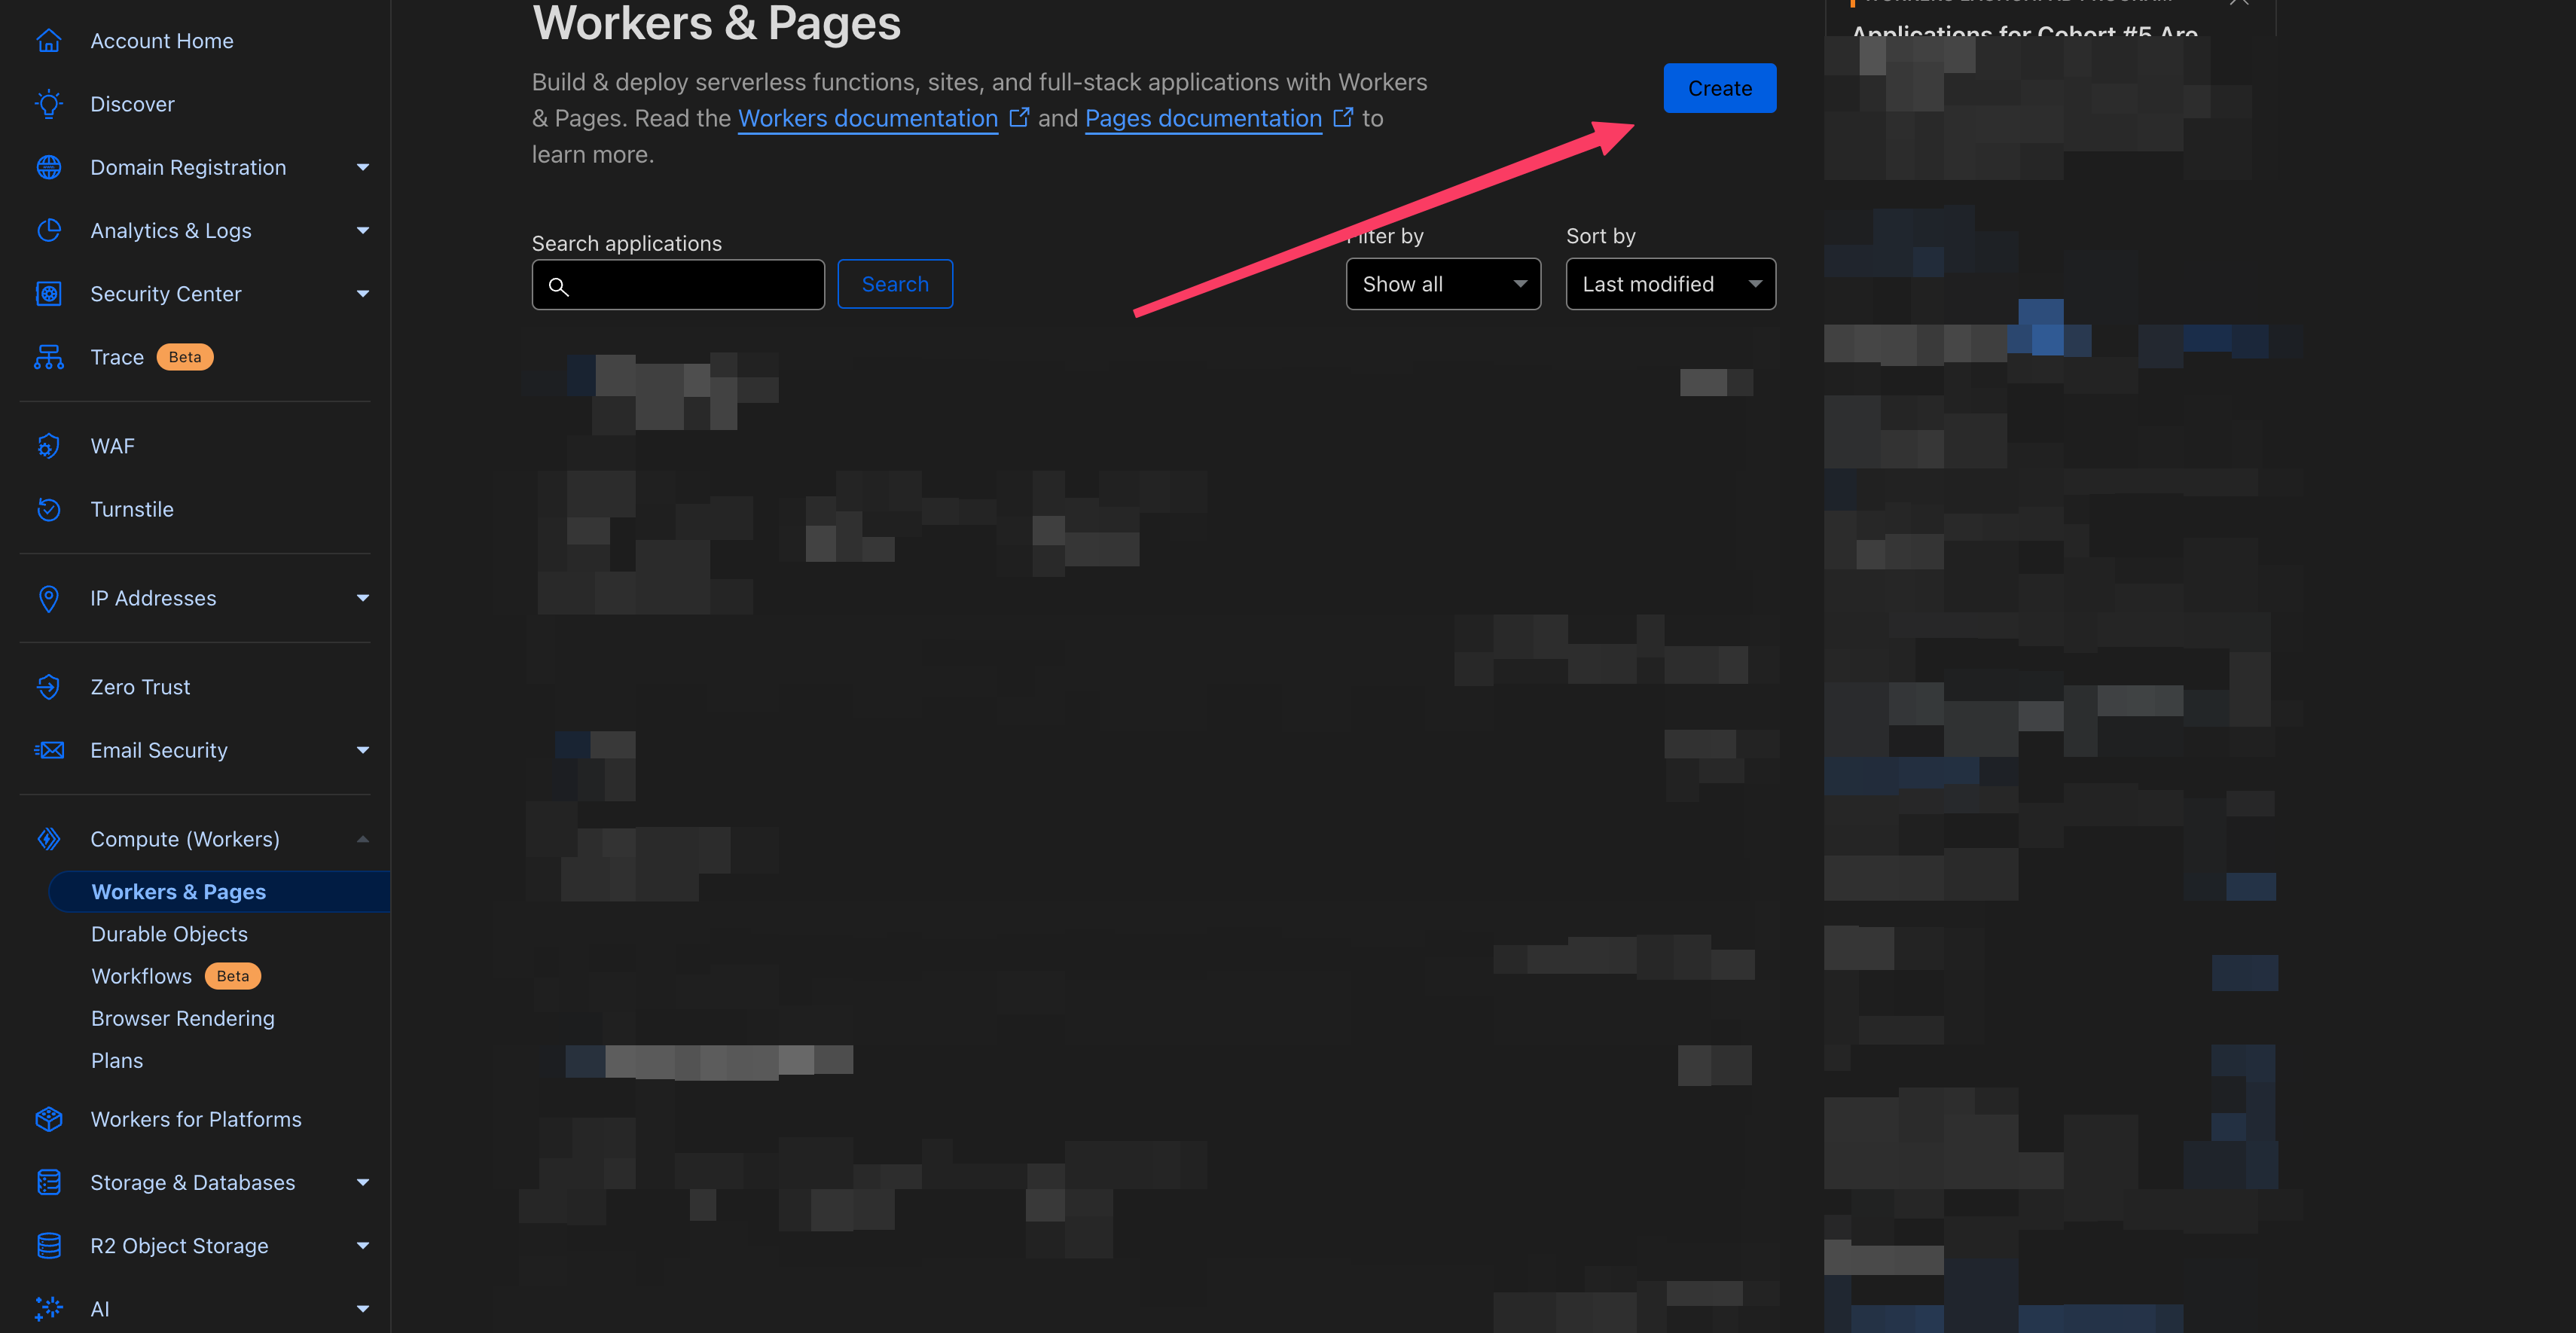 Account Home
Discover
Domain Registration
Analytics & Logs
Security Center
Trace Beta
WAF
Turnstile
IP Addresses
Zero Trust
Email Security
Compute (Workers)
Workers & Pages
Durable Objects
Workflows Beta
Browser Rendering
Plans
Workers for Platforms
Storage & Databases
R2 Object Storage
AI
Workers & Pages
Build & deploy serverless functions, sites, and full-stack applications with Workers
& Pages. Read the Workers documentation and Pages documentation to
learn more.
Create
Search applications
Search
Filter by
Show all
Sort by
Last modified
Applications for Cohort #5 Are